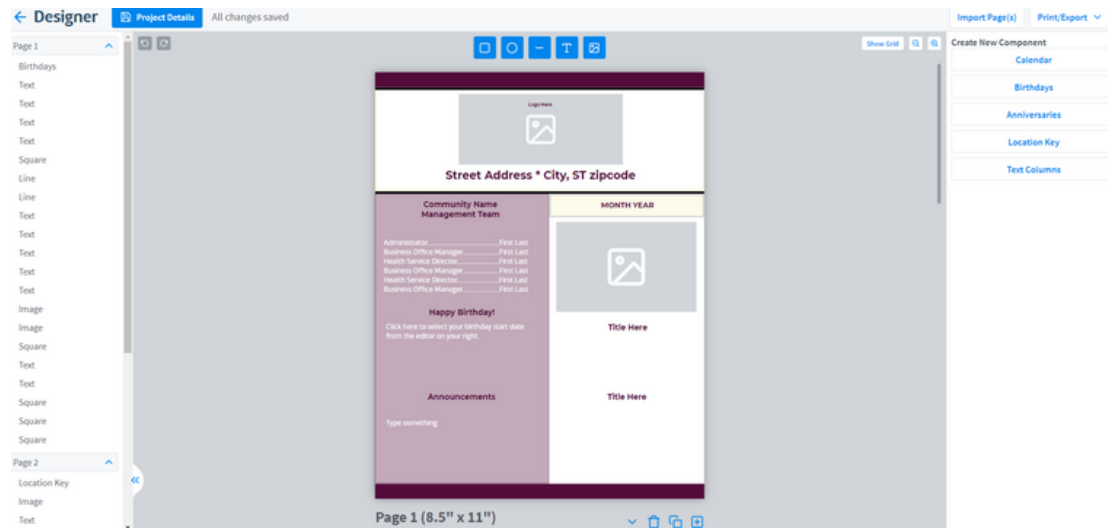 Designer
Project Details
All changes saved
Import Page(s)
Print/Export
Page 1
Birthdays
Text
Text
Text
Text
Square
Line
Line
Text
Text
Text
Text
Text
Image
Image
Square
Text
Text
Square
Square
Square
Page 2
Location Key
Image
Text
T
Show Grid
Logo Here
Street Address * City, ST zipcode
Community Name
Management Team
Administrator..............................First Last
Business Office Manager................First Last
Health Service Director.................First Last
Business Office Manager................First Last
Health Service Director.................First Last
Business Office Manager................First Last
Happy Birthday!
Click here to select your birthday start date
from the editor on your right.
Announcements
Type something
MONTH YEAR
Title Here
Title Here
Page 1 (8.5" x 11")
Create New Component
Calendar
Birthdays
Anniversaries
Location Key
Text Columns